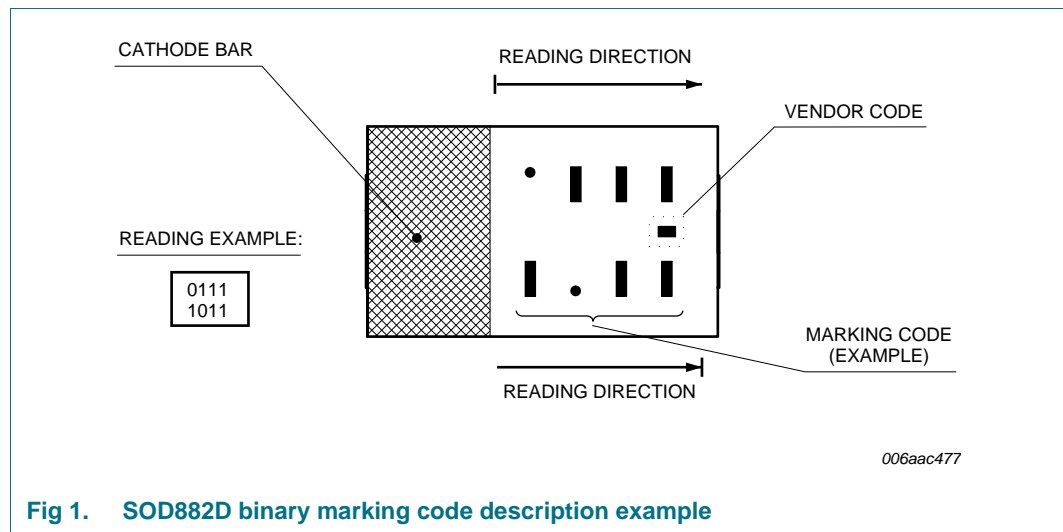 CATHODE BAR
READING DIRECTION
VENDOR CODE
READING EXAMPLE:
0111
1011
MARKING CODE
(EXAMPLE)
READING DIRECTION
006aac477
Fig 1. SOD882D binary marking code description example